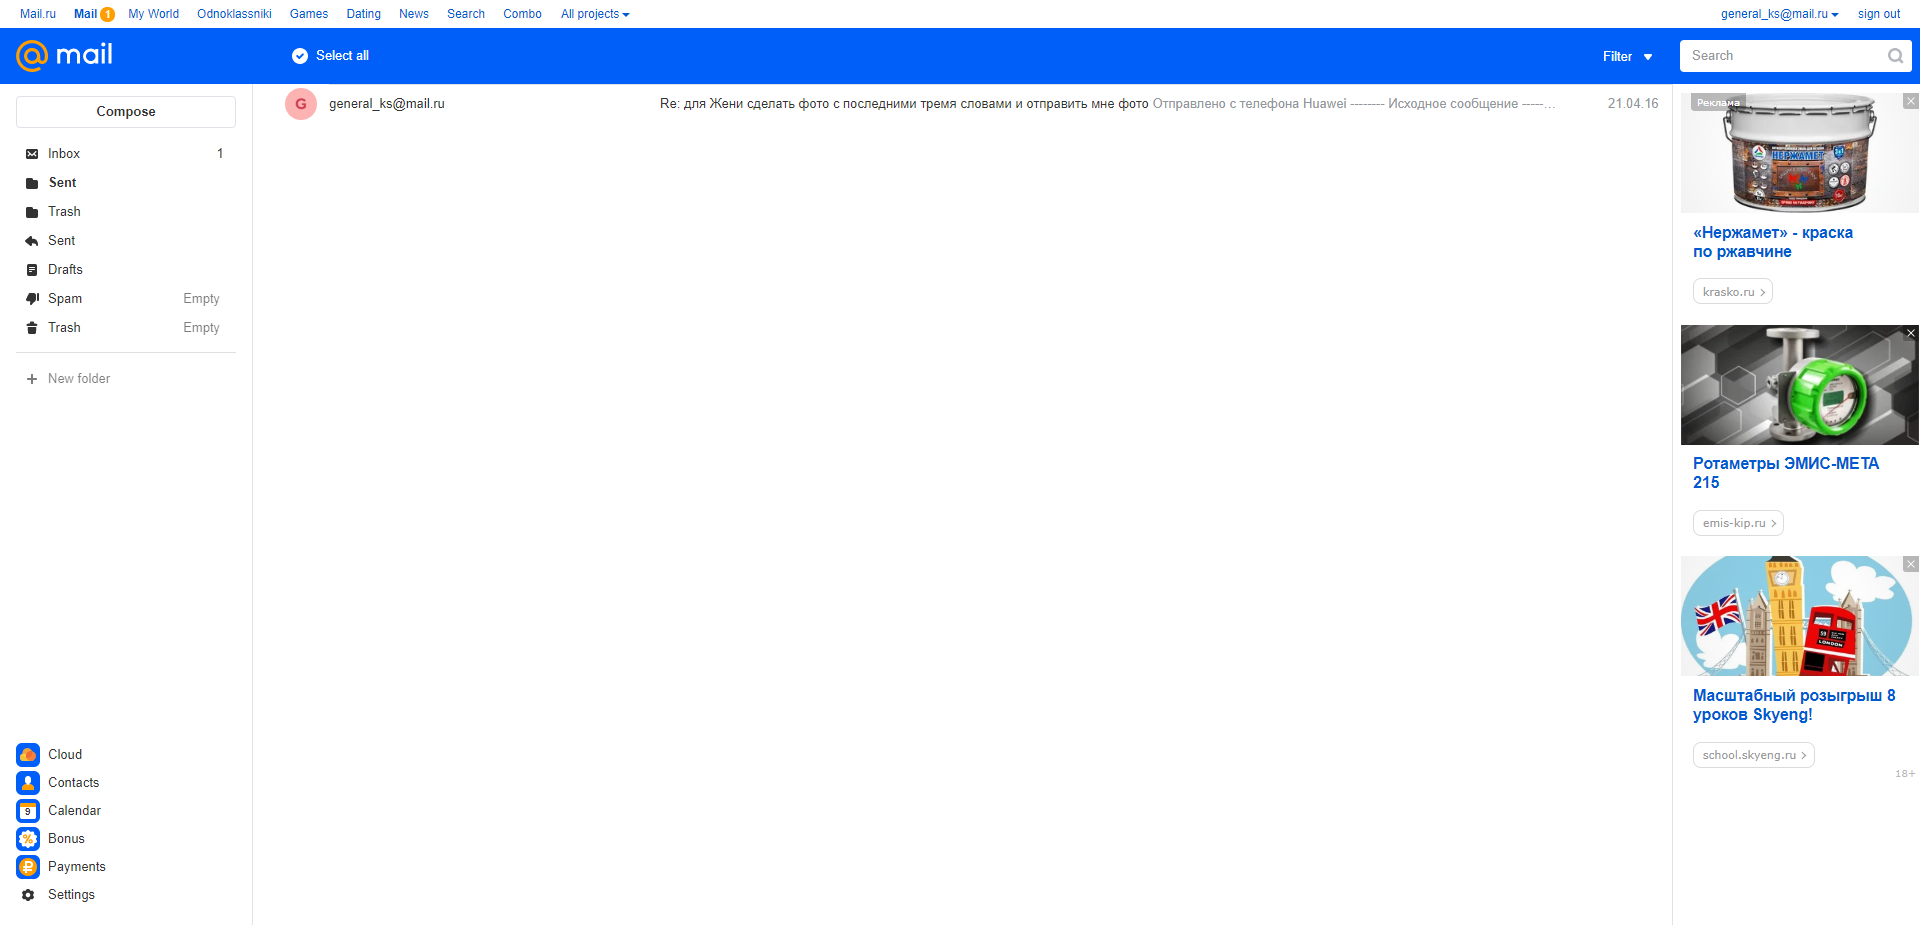 Mail.ru Mail 1 My World Odnoklassniki Games Dating News Search Combo All projects general_ks@mail.ru sign out
@mail Select all Filter Search
Compose
Inbox 1
Sent
Trash
Sent
Drafts
Spam Empty
Trash Empty
New folder
Cloud
Contacts
9 Calendar
Bonus
Payments
Settings
G general_ks@mail.ru Re: для Жени сделать фото с последними тремя словами и отправить мне фото Отправлено с телефона Huawei -------- Исходное сообщение -----... 21.04.16
Реклама
НЕРЖАМЕТ
«Нержамет» - краска
по ржавчине
krasko.ru
Ротаметры ЭМИС-МЕТА
215
emis-kip.ru
59
LONDON
Масштабный розыгрыш 8
уроков Skyeng!
school.skyeng.ru
18+